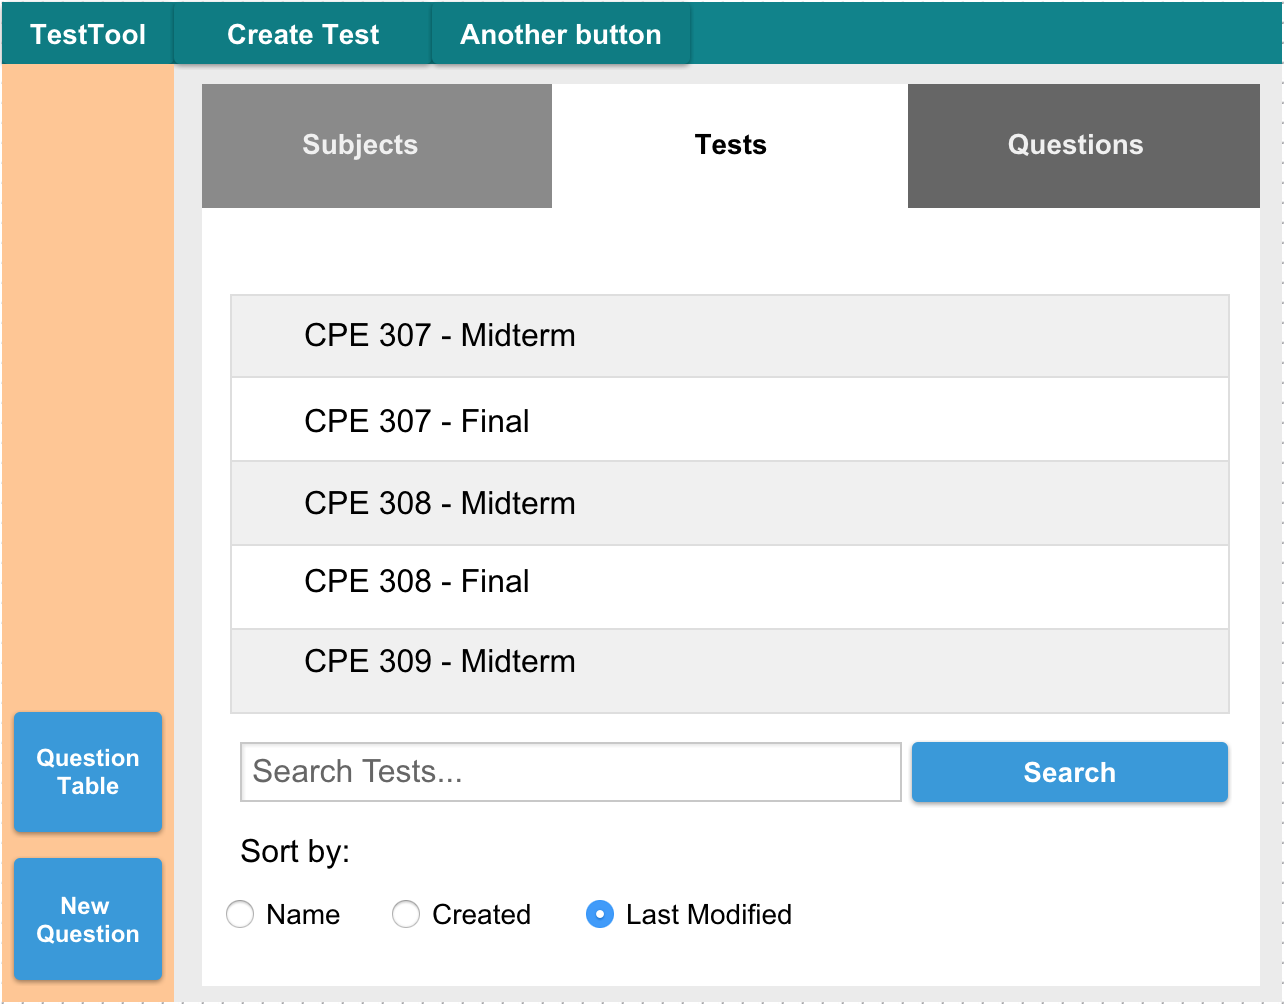 TestTool Create Test Another button
Subjects Tests Questions
CPE 307 - Midterm
CPE 307 - Final
CPE 308 - Midterm
CPE 308 - Final
CPE 309 - Midterm
Question
Table
Search Tests... Search
Sort by:
New
Question
Name Created Last Modified